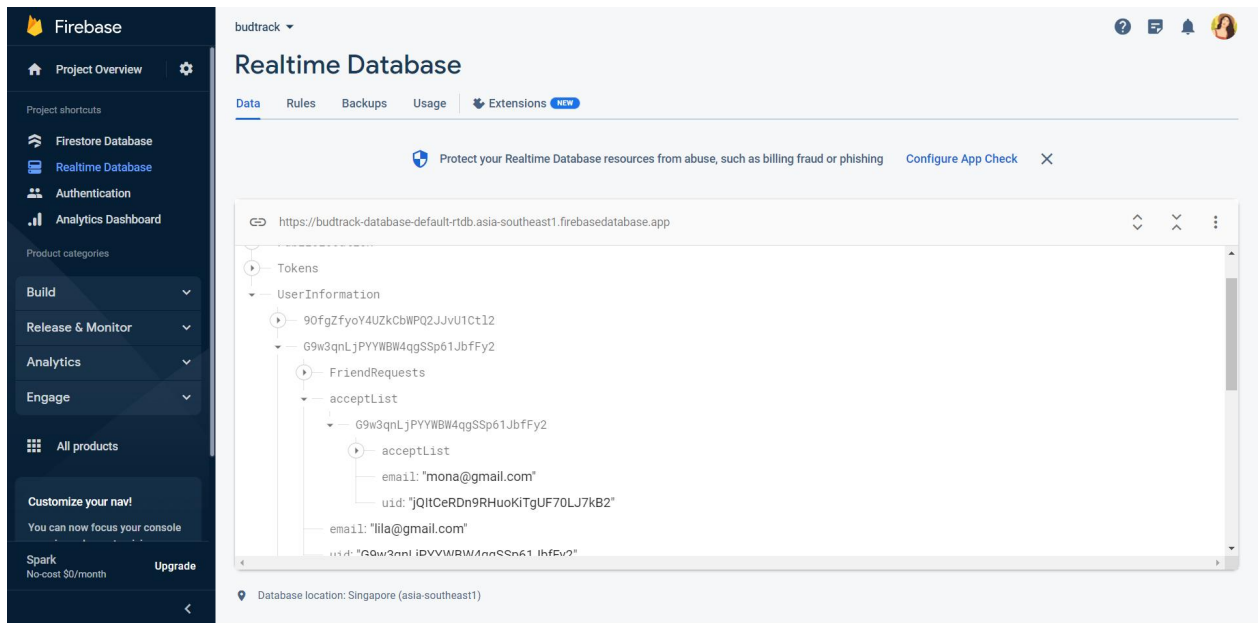 Firebase
budtrack
Project Overview
Realtime Database
Data Rules Backups Usage Extensions NEW
Project shortcuts
Firestore Database
Realtime Database
Authentication
Analytics Dashboard
Product categories
Build
Release & Monitor
Analytics
Engage
All products
Customize your nav!
You can now focus your console
Spark
No-cost $0/month
Upgrade
Protect your Realtime Database resources from abuse, such as billing fraud or phishing Configure App Check
https://budtrack-database-default-rtdb.asia-southeast1.firebasedatabase.app
Tokens
UserInformation
9OfgZfyoY4UZkCbWPQ2JJvU1Ctl2
G9w3qnLjPYYWBW4qgSSp61JbfFy2
FriendRequests
acceptList
G9w3qnLjPYYWBW4qgSSp61JbfFy2
acceptList
email: "mona@gmail.com"
uid: "jQItCeRDn9RHuoKiTgUF70LJ7kB2"
email: "lila@gmail.com"
uid: "G9w3qnLjPYYWBW4qgSSp61JbfFy2"
Database location: Singapore (asia-southeast1)